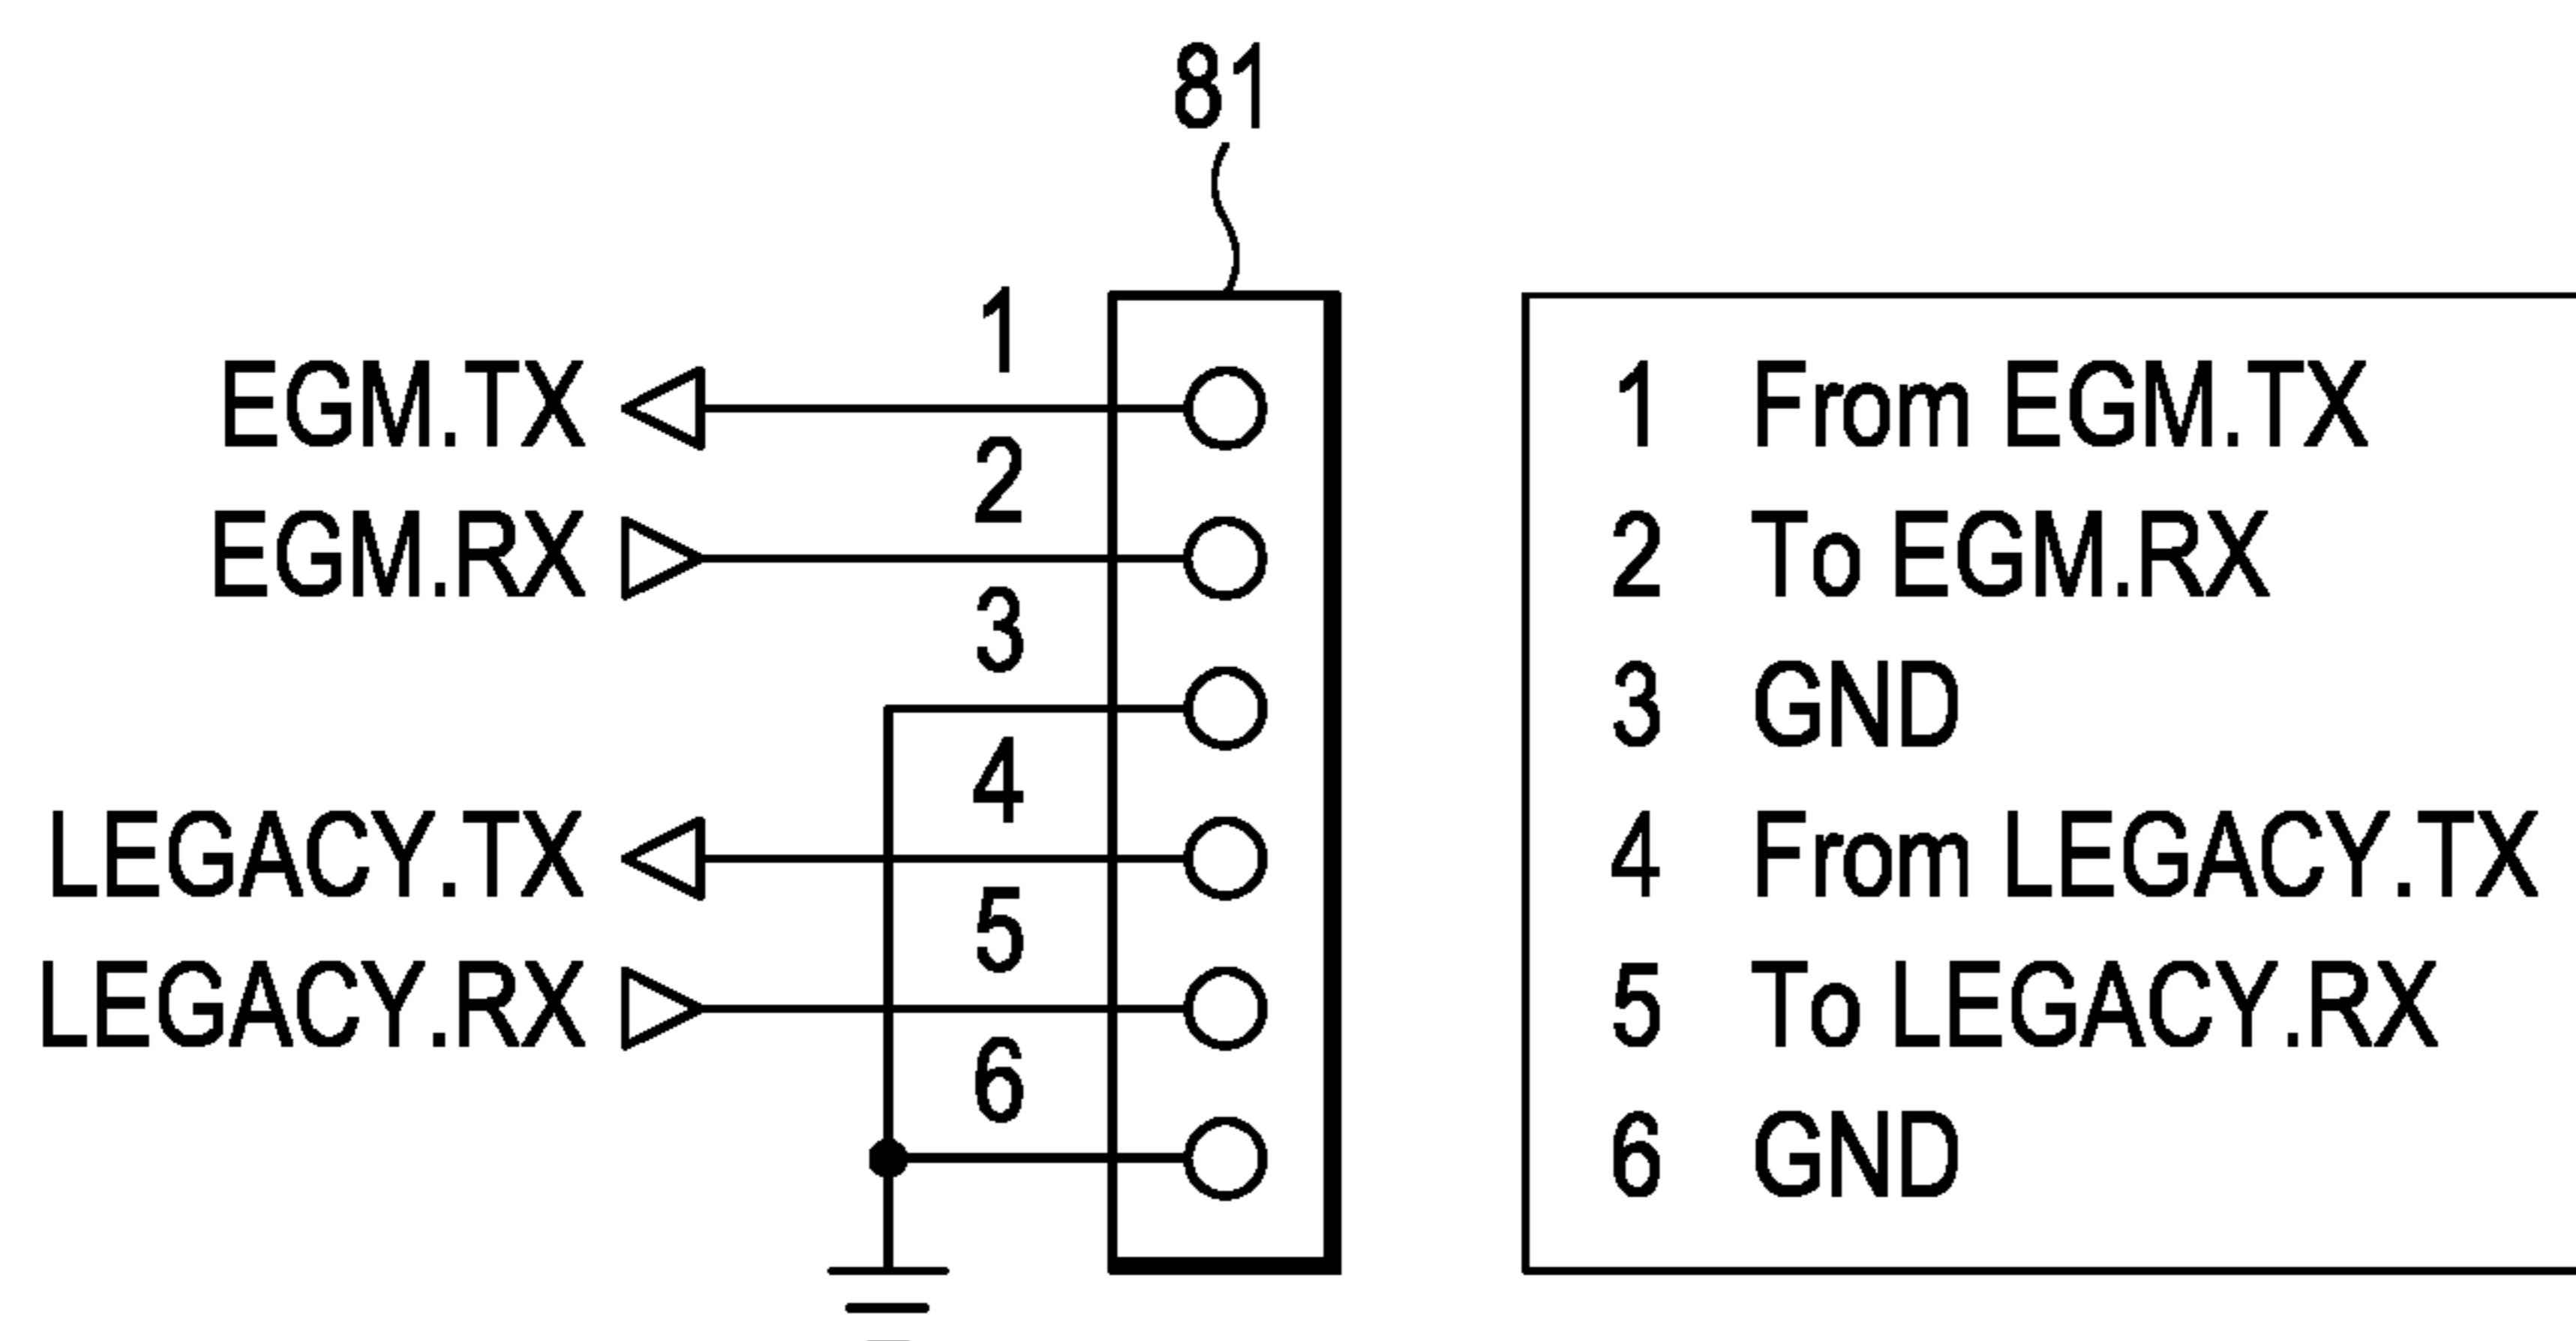 81
1
EGM.TX
2
EGM.RX
3
4
LEGACY.TX
5
LEGACY.RX
6
1 From EGM.TX
2 To EGM.RX
3 GND
4 From LEGACY.TX
5 To LEGACY.RX
6 GND